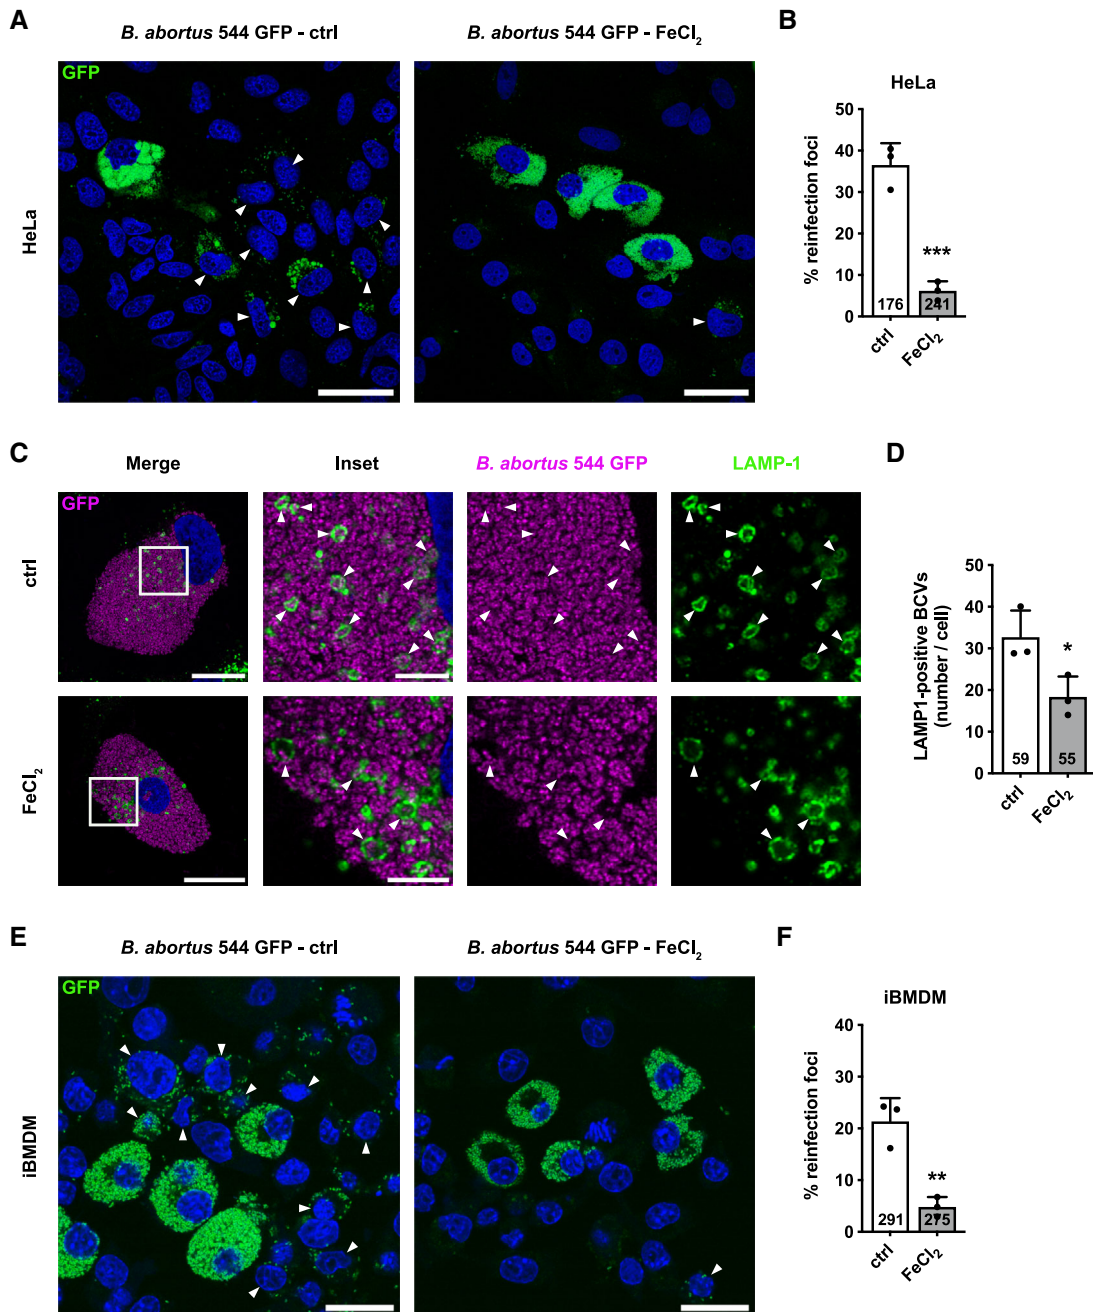 A
B. abortus 544 GFP - ctrl
B. abortus 544 GFP - FeCl₂
GFP
HeLa
B
HeLa
% reinfection foci
50
40
30
20
10
0
***
176
241
ctrl
FeCl₂
C
Merge
Inset
B. abortus 544 GFP
LAMP-1
GFP
ctrl
FeCl₂
D
LAMP1-positive BCVs
(number / cell)
50
40
30
20
10
0
*
59
55
ctrl
FeCl₂
E
B. abortus 544 GFP - ctrl
B. abortus 544 GFP - FeCl₂
GFP
iBMDM
F
iBMDM
% reinfection foci
40
30
20
10
0
**
291
275
ctrl
FeCl₂